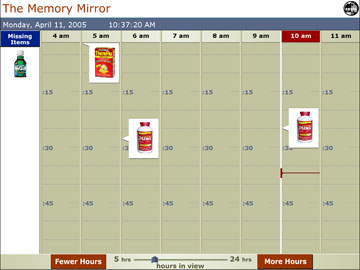 The Memory Mirror
Monday, April 11, 2005 10:37:20 AM
Missing Items
4 am 5 am 6 am 7 am 8 am 9 am 10 am 11 am
:15 :15 :15 :15 :15 :15 :15 :15
:30 :30 :30 :30 :30 :30 :30 :30
:45 :45 :45 :45 :45 :45 :45 :45
Fewer Hours 5 hrs 24 hrs More Hours
hours in view